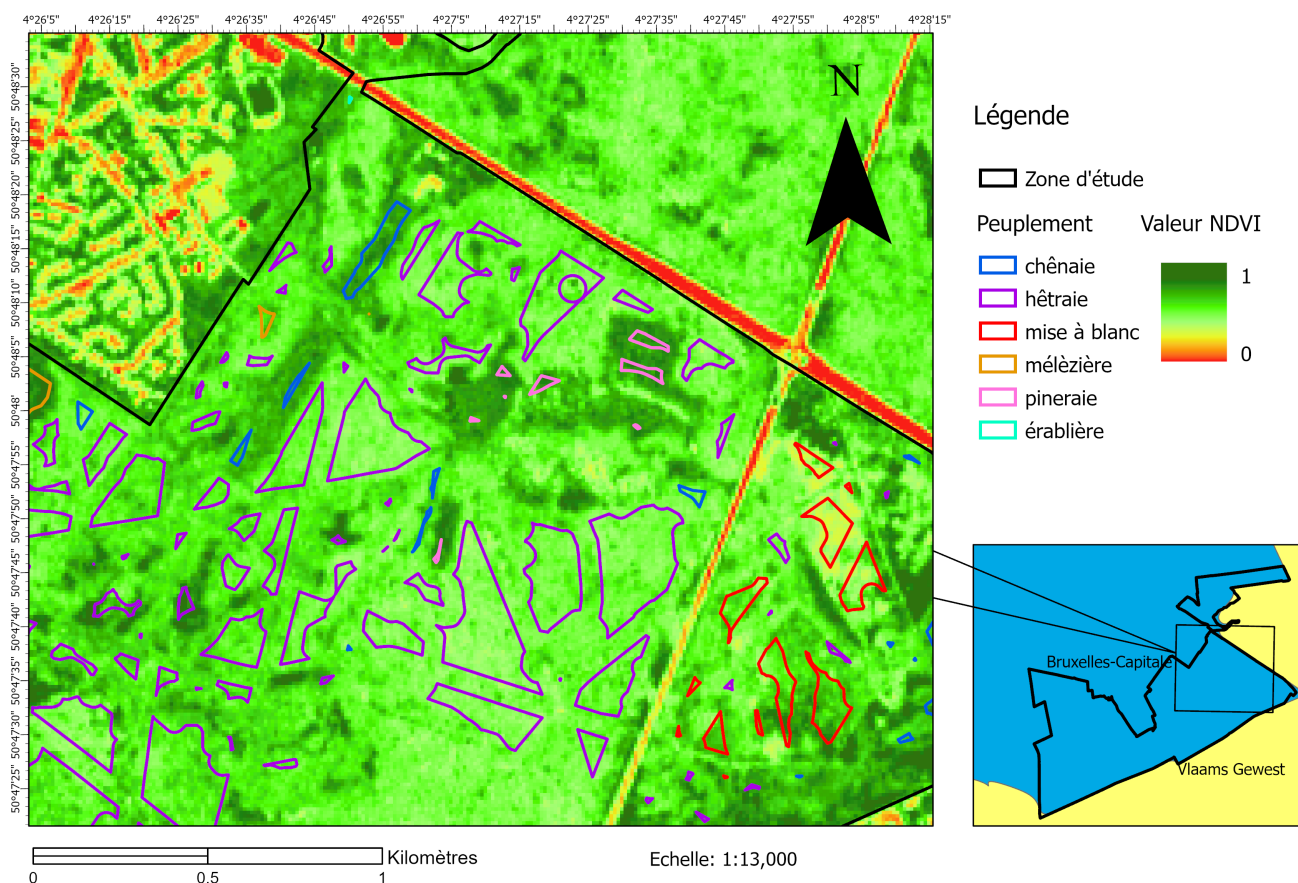 4°26'5" 4°26'15" 4°26'25" 4°26'35" 4°26'45" 4°26'55" 4°27'5" 4°27'15" 4°27'25" 4°27'35" 4°27'45" 4°27'55" 4°28'5" 4°28'15"
50°48'30"
50°48'25"
50°48'20"
50°48'15"
50°48'10"
50°48'5"
50°48'
50°47'55"
50°47'50"
50°47'45"
50°47'40"
50°47'35"
50°47'30"
50°47'25"
N
Légende
Zone d'étude
Peuplement Valeur NDVI
chênaie 1
hêtraie
mise à blanc
0
mélèzière
pineraie
érablière
Bruxelles-Capitale
Vlaams Gewest
Kilomètres
0 0.5 1
Echelle: 1:13,000